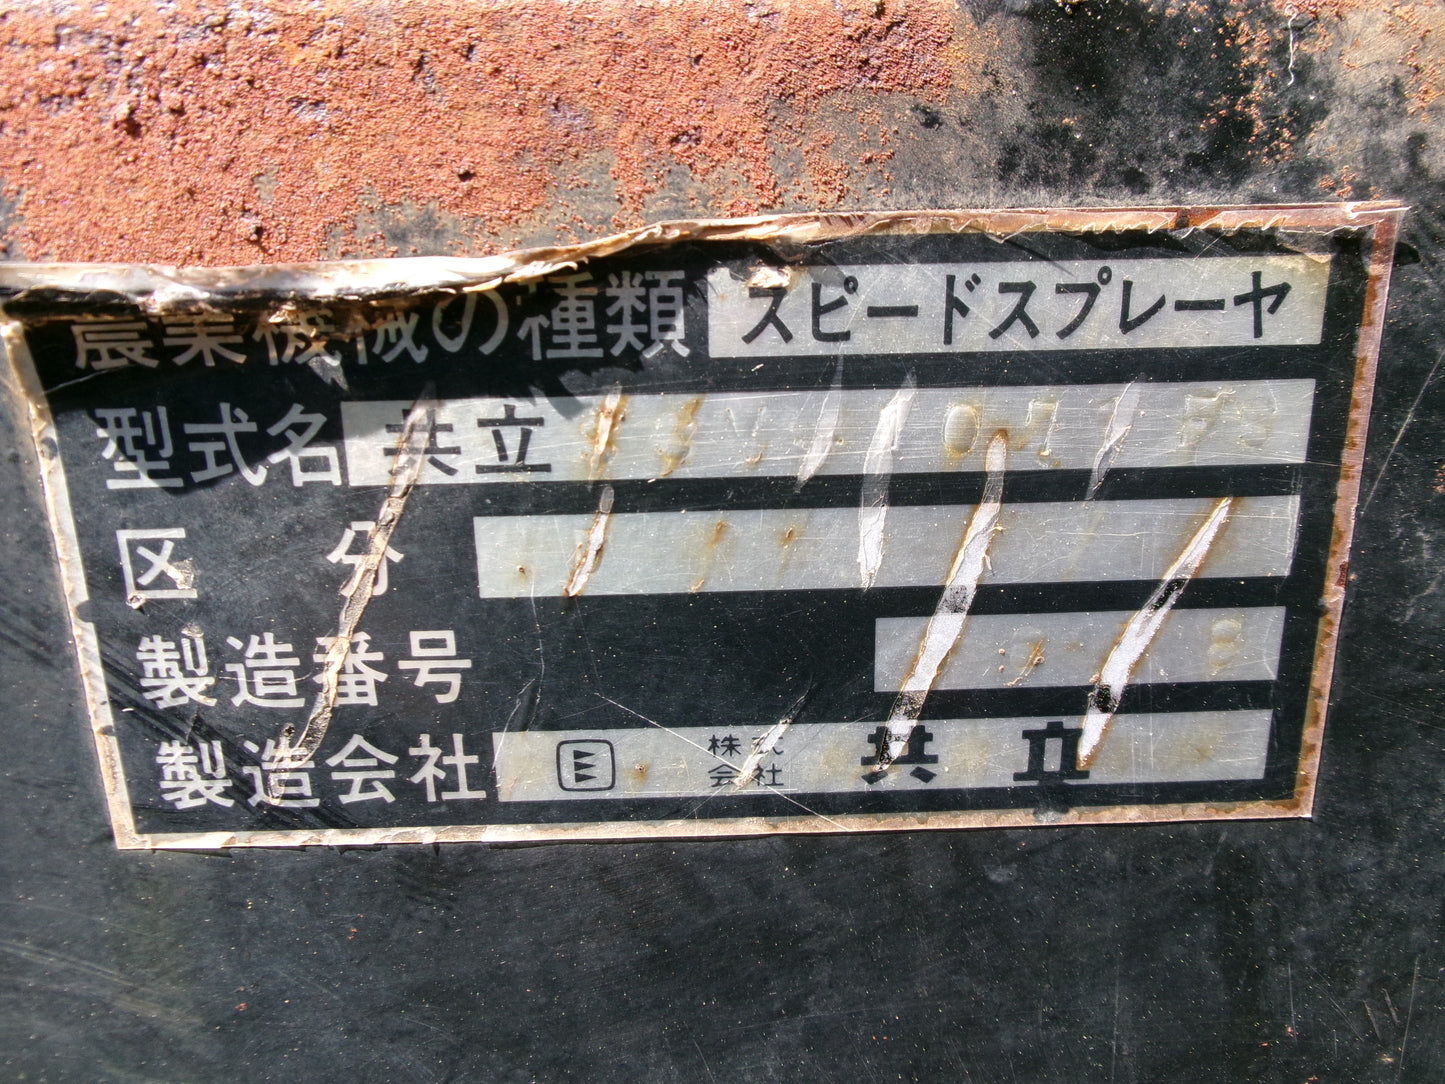 農業機械の種類 スピードスプレーヤ
型式名 共立
区分
製造番号
製造会社 株式会社 共立